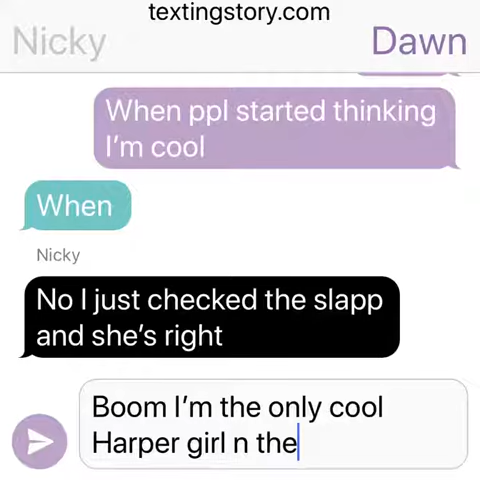 textingstory.com
Nicky
Dawn
When ppl started thinking
I'm cool
When
Nicky
No I just checked the slapp
and she's right
Boom I'm the only cool
Harper girl n the